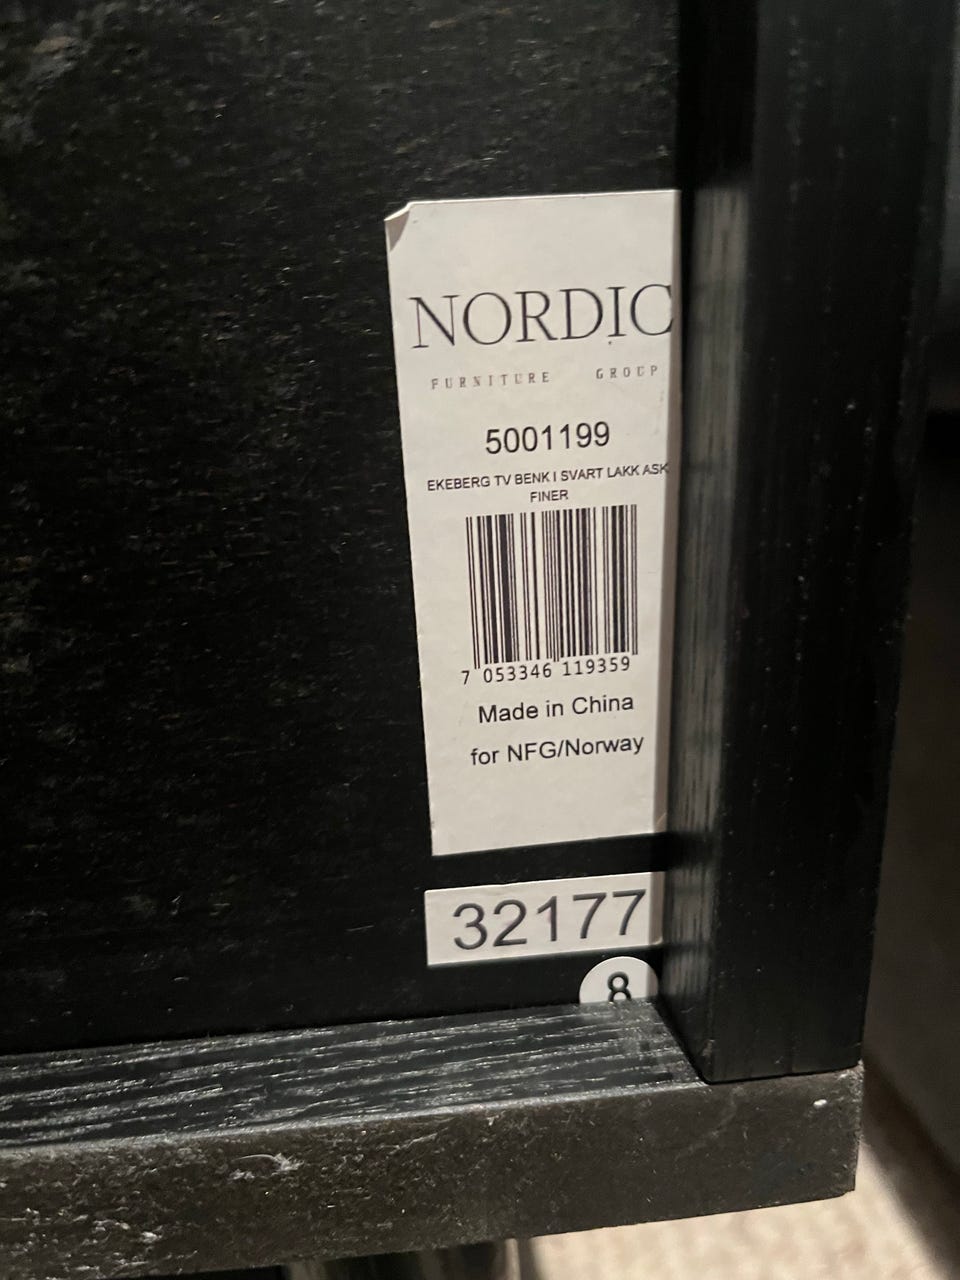 NORDIC
FURNITURE GROUP
5001199
EKEBERG TV BENK I SVART LAKK ASK
FINER
7 053346 119359
Made in China
for NFG/Norway
32177
8